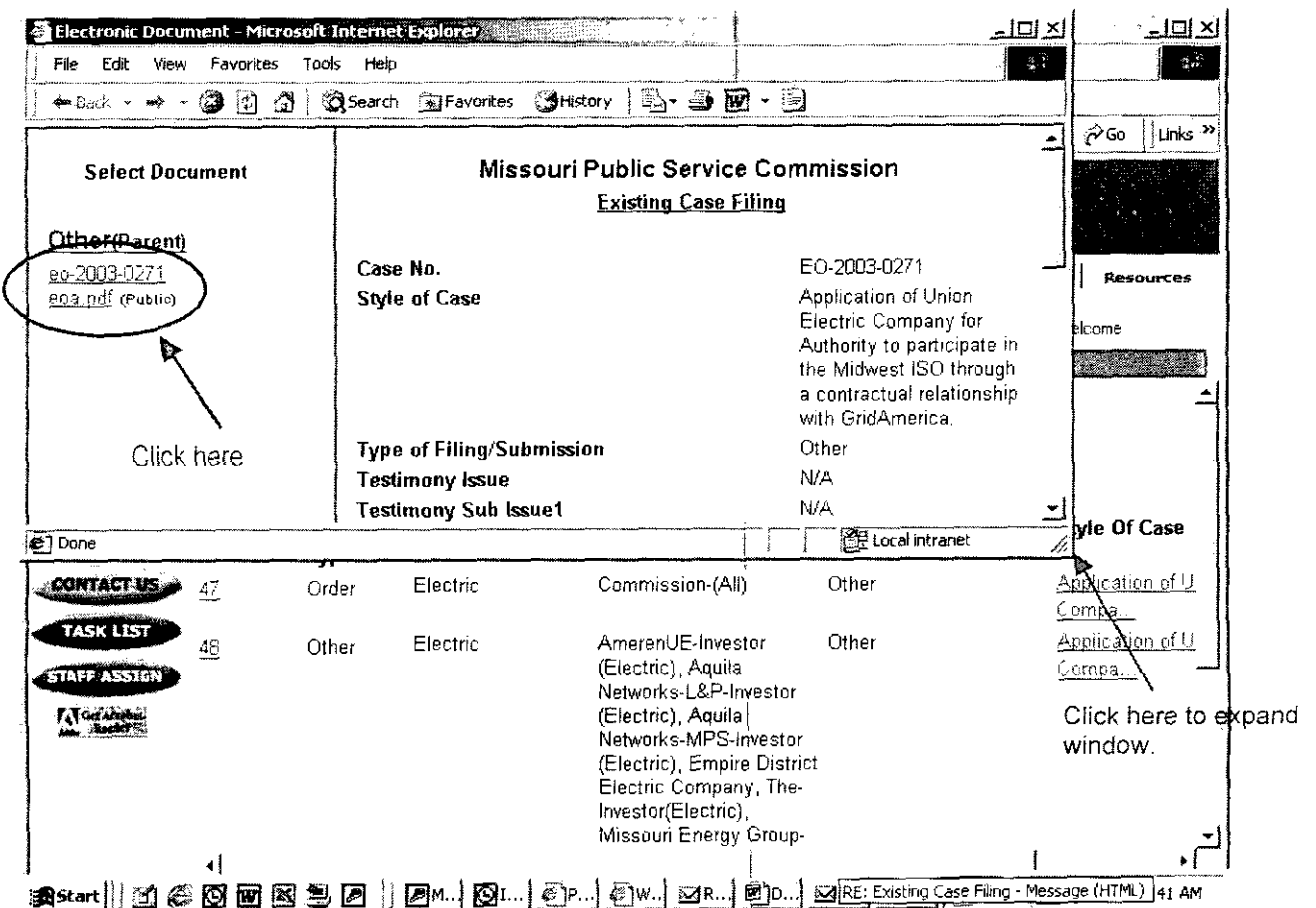 Electronic Document - Microsoft Internet Explorer
File Edit View Favorites Tools Help
Back Search Favorites History
Go Links »
Select Document
Other(Parent)
eo-2003-0271
eoa.pdf (Public)
Click here
Missouri Public Service Commission
Existing Case Filing
Case No. EO-2003-0271
Style of Case Application of Union
Electric Company for
Authority to participate in
the Midwest ISO through
a contractual relationship
with GridAmerica.
Type of Filing/Submission Other
Testimony Issue N/A
Testimony Sub Issue1 N/A
Resources
elcome
Done Local intranet
yle Of Case
CONTACT US
TASK LIST
STAFF ASSIGN
Get Acrobat
Reader
47 Order Electric Commission-(All) Other Application of U
Compa...
48 Other Electric AmerenUE-Investor Other Application of U
(Electric), Aquila Compa...
Networks-L&P-Investor
(Electric), Aquila
Networks-MPS-Investor
(Electric), Empire District
Electric Company, The-
Investor(Electric),
Missouri Energy Group-
Click here to expand
window.
Start M... I... P... W... R... D... RE: Existing Case Filing - Message (HTML) 41 AM